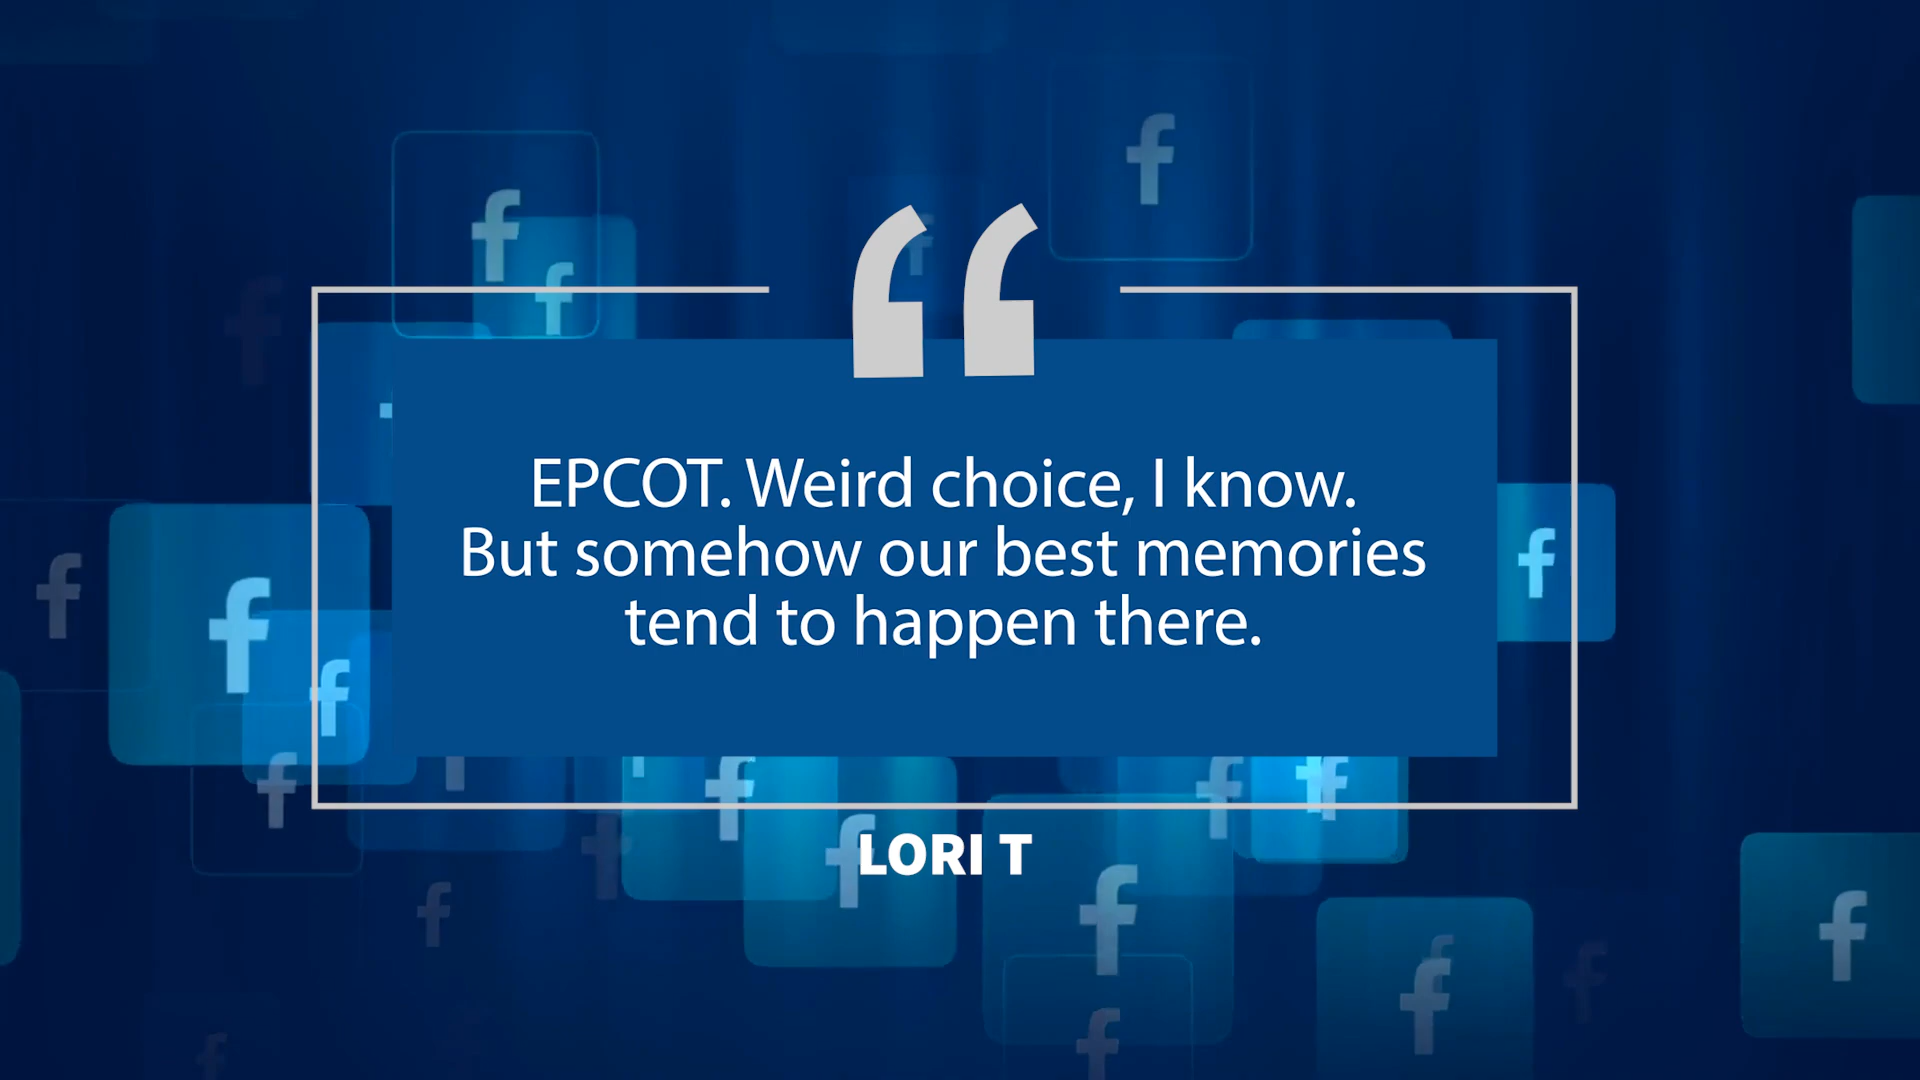 “
EPCOT. Weird choice, I know.
But somehow our best memories
tend to happen there.
LORI T